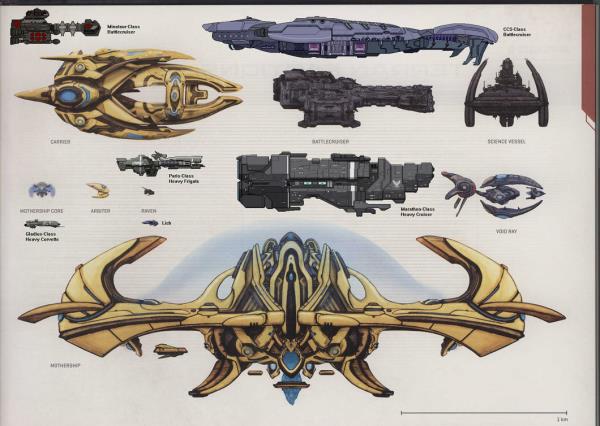 Minotaur-Class
Battlecruiser
CCS-Class
Battlecruiser
CARRIER
BATTLECRUISER
SCIENCE VESSEL
Paris-Class
Heavy Frigate
MOTHERSHIP CORE
ARBITER
RAVEN
Marathon-Class
Heavy Cruiser
VOID RAY
Gladius-Class
Heavy Corvette
Lich
MOTHERSHIP
1 km